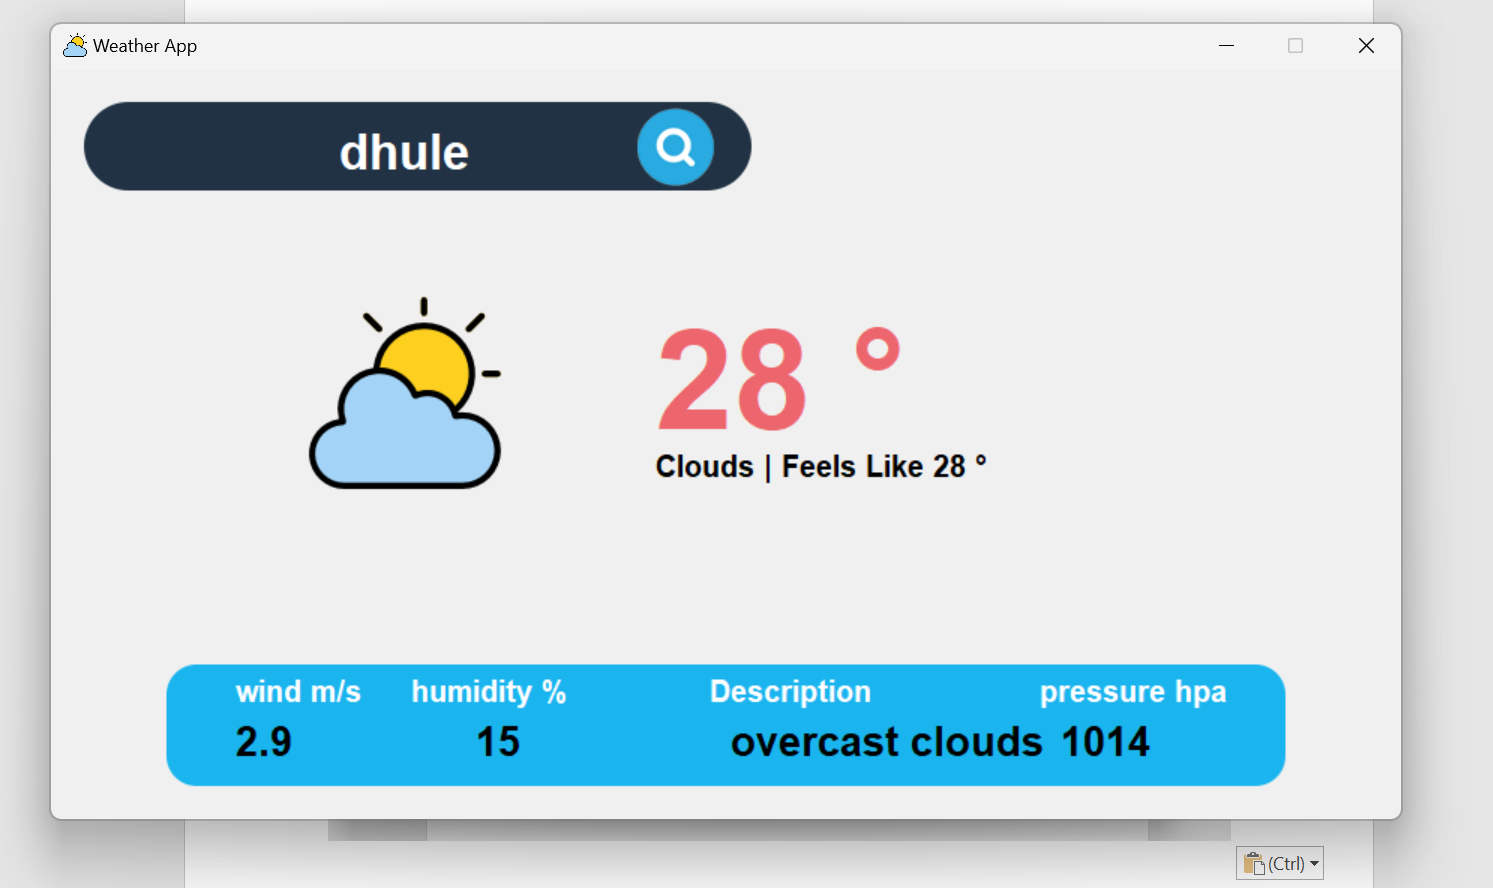 Weather App
dhule
28 °
Clouds | Feels Like 28 °
wind m/s humidity % Description pressure hpa
2.9 15 overcast clouds 1014
(Ctrl)